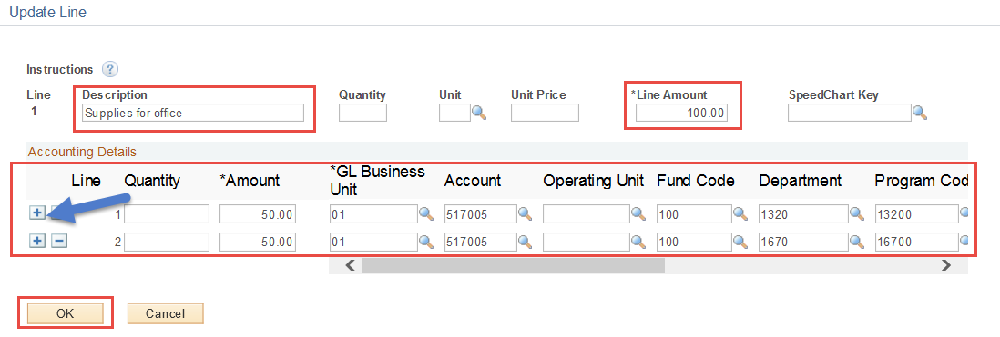 Update Line
Instructions ?
Line Description Quantity Unit Unit Price *Line Amount SpeedChart Key
1 Supplies for office 100.00
Accounting Details
Line Quantity *Amount *GL Business Unit Account Operating Unit Fund Code Department Program Cod
1 50.00 01 517005 100 1320 13200
2 50.00 01 517005 100 1670 16700
OK Cancel